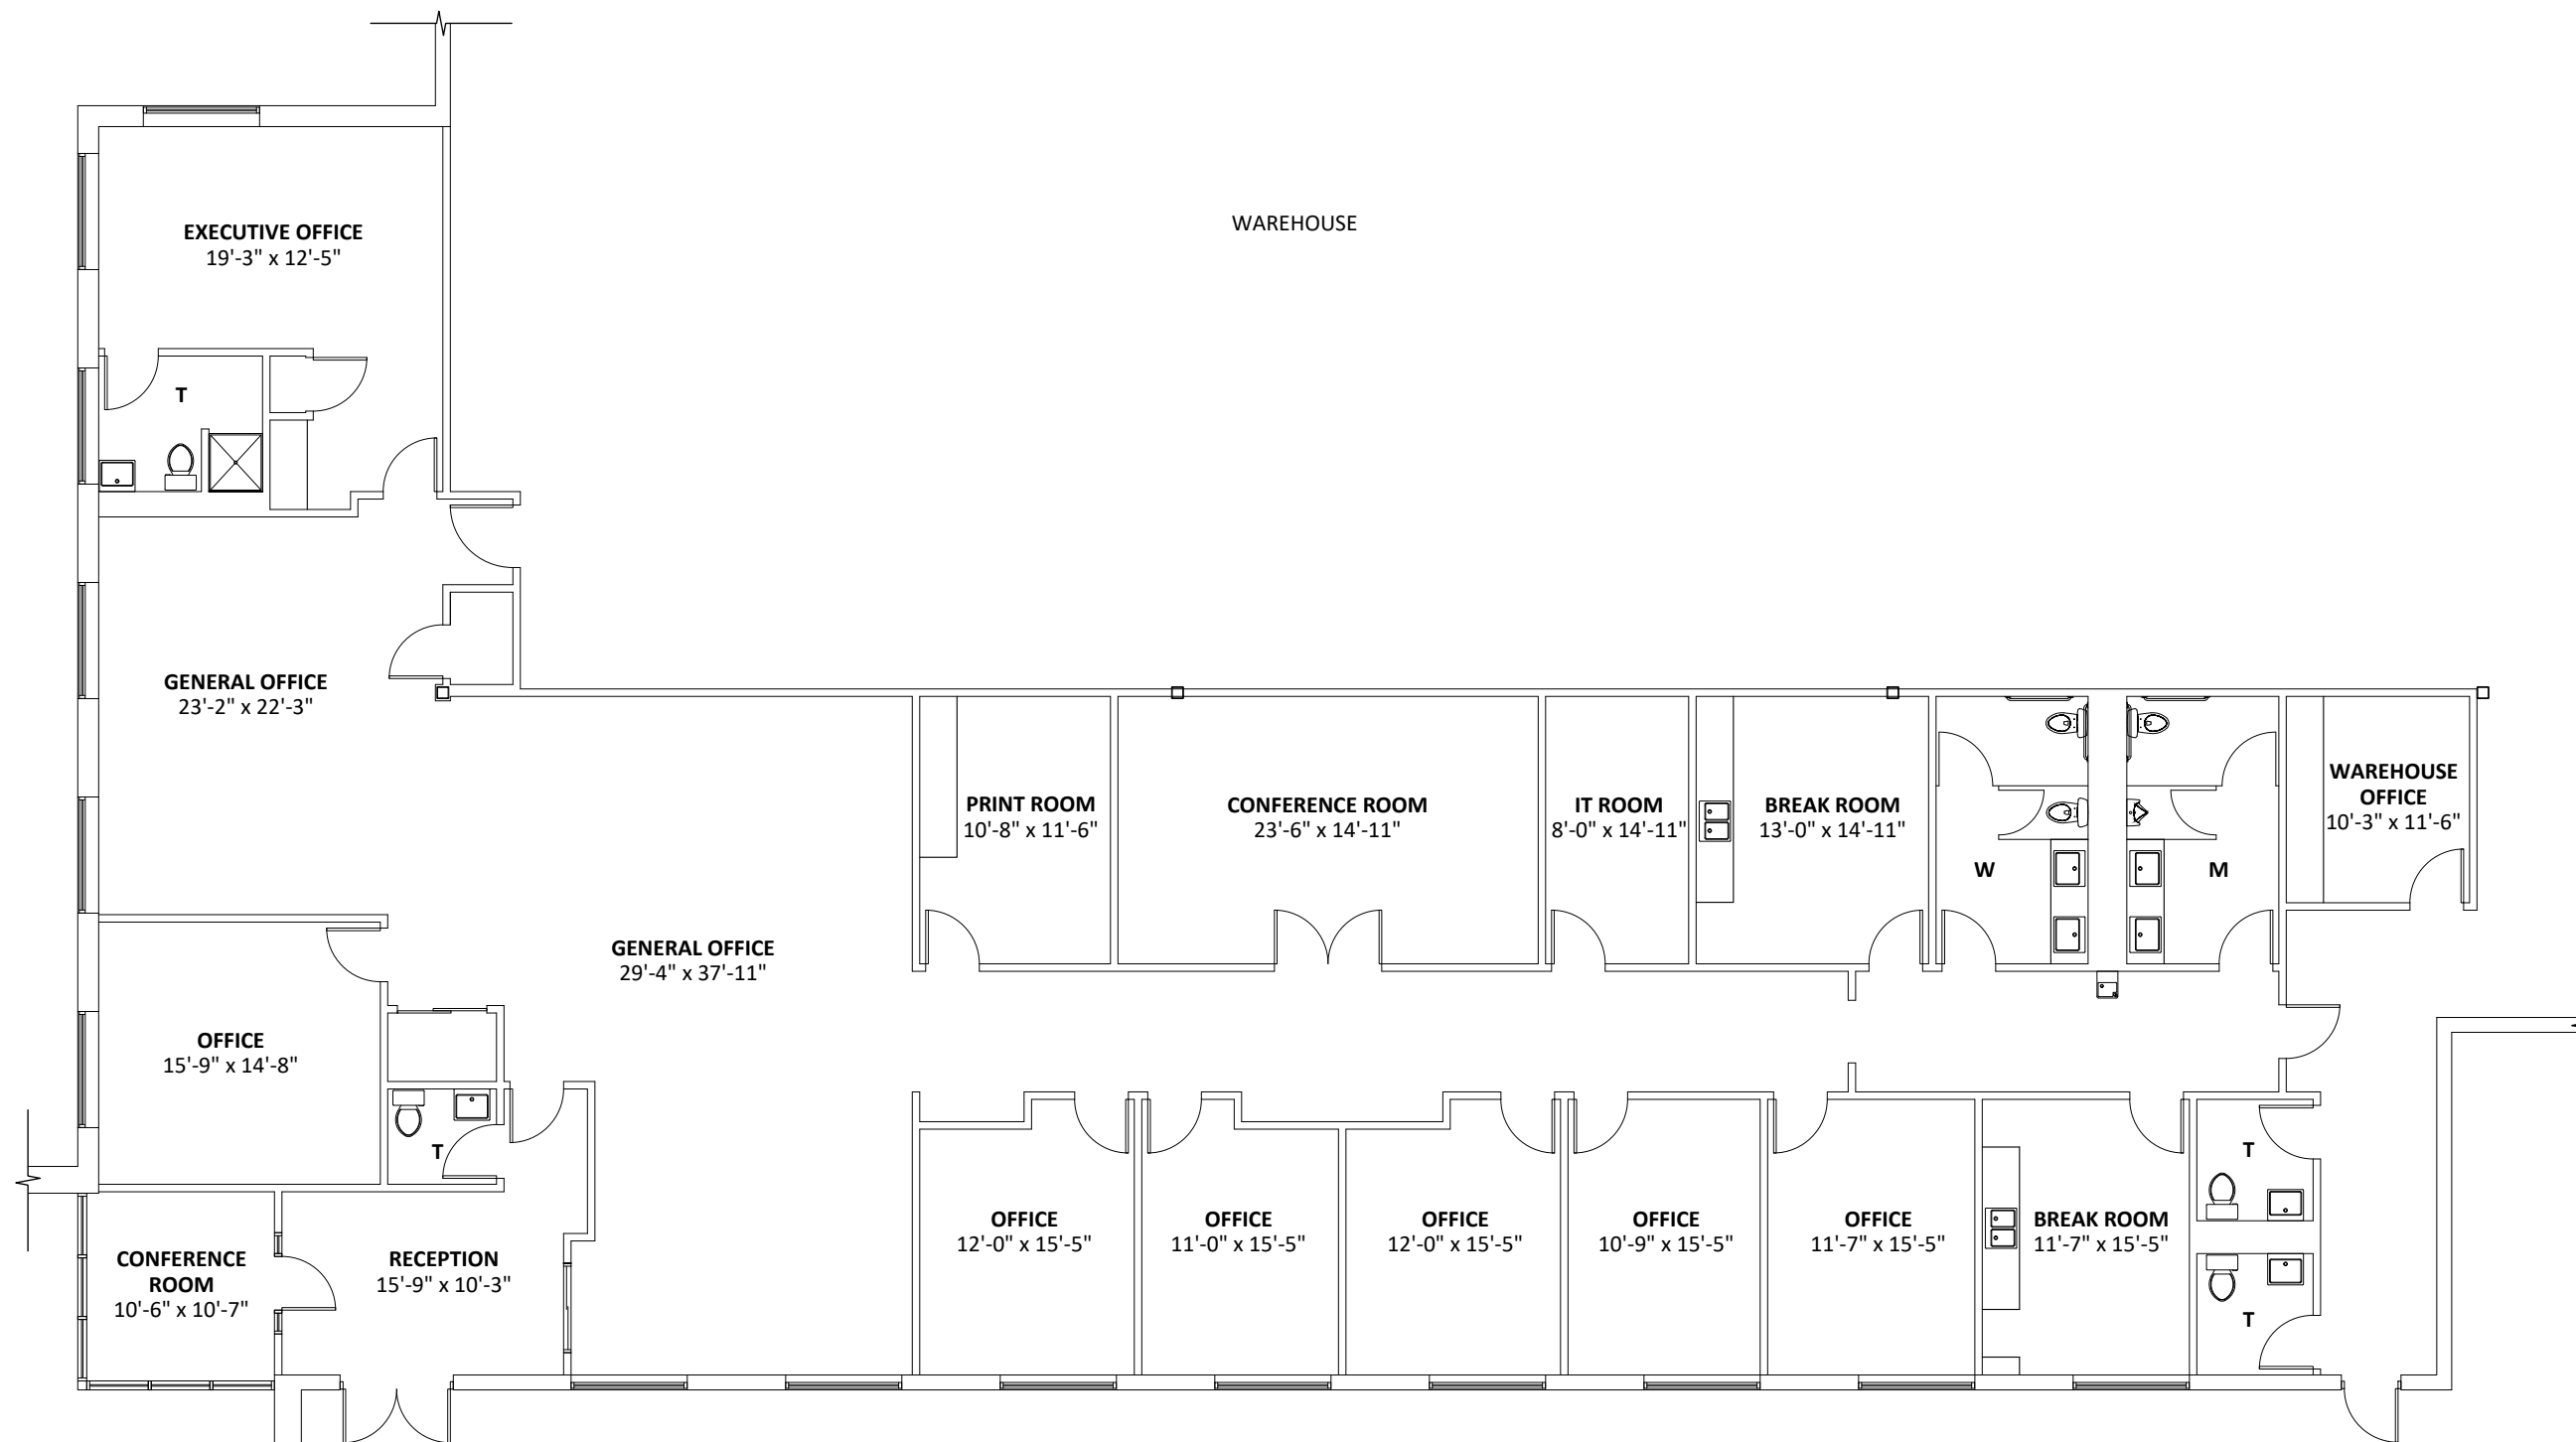 WAREHOUSE
EXECUTIVE OFFICE
19'-3" x 12'-5"
T
GENERAL OFFICE
23'-2" x 22'-3"
PRINT ROOM
10'-8" x 11'-6"
CONFERENCE ROOM
23'-6" x 14'-11"
IT ROOM
8'-0" x 14'-11"
BREAK ROOM
13'-0" x 14'-11"
W
M
WAREHOUSE
OFFICE
10'-3" x 11'-6"
GENERAL OFFICE
29'-4" x 37'-11"
OFFICE
15'-9" x 14'-8"
T
T
CONFERENCE
ROOM
10'-6" x 10'-7"
RECEPTION
15'-9" x 10'-3"
OFFICE
12'-0" x 15'-5"
OFFICE
11'-0" x 15'-5"
OFFICE
12'-0" x 15'-5"
OFFICE
10'-9" x 15'-5"
OFFICE
11'-7" x 15'-5"
BREAK ROOM
11'-7" x 15'-5"
T